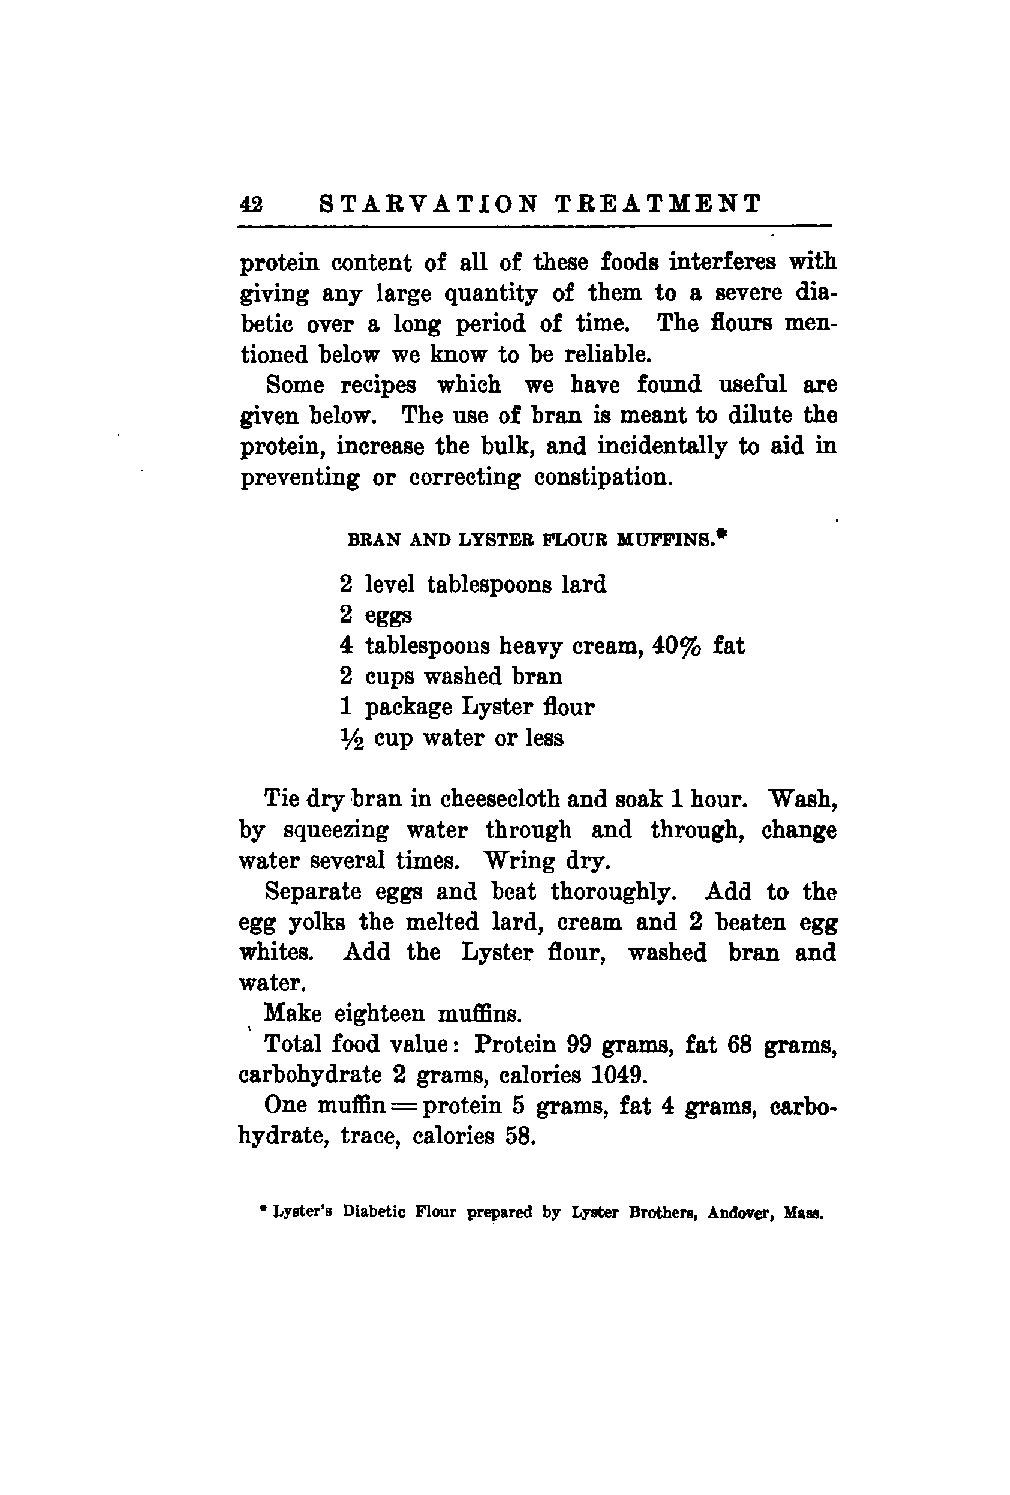 42 STARVATION TREATMENT
protein content of all of these foods interferes with
giving any large quantity of them to a severe dia-
betic over a long period of time. The flours men-
tioned below we know to be reliable.
Some recipes which we have found useful are
given below. The use of bran is meant to dilute the
protein, increase the bulk, and incidentally to aid in
preventing or correcting constipation.
BRAN AND LYSTER FLOUR MUFFINS.*
2 level tablespoons lard
2 eggs
4 tablespoons heavy cream, 40% fat
2 cups washed bran
1 package Lyster flour
½ cup water or less
Tie dry bran in cheesecloth and soak 1 hour. Wash,
by squeezing water through and through, change
water several times. Wring dry.
Separate eggs and beat thoroughly. Add to the
egg yolks the melted lard, cream and 2 beaten egg
whites. Add the Lyster flour, washed bran and
water.
Make eighteen muffins.
Total food value: Protein 99 grams, fat 68 grams,
carbohydrate 2 grams, calories 1049.
One muffin = protein 5 grams, fat 4 grams, carbo-
hydrate, trace, calories 58.
* Lyster's Diabetic Flour prepared by Lyster Brothers, Andover, Mass.